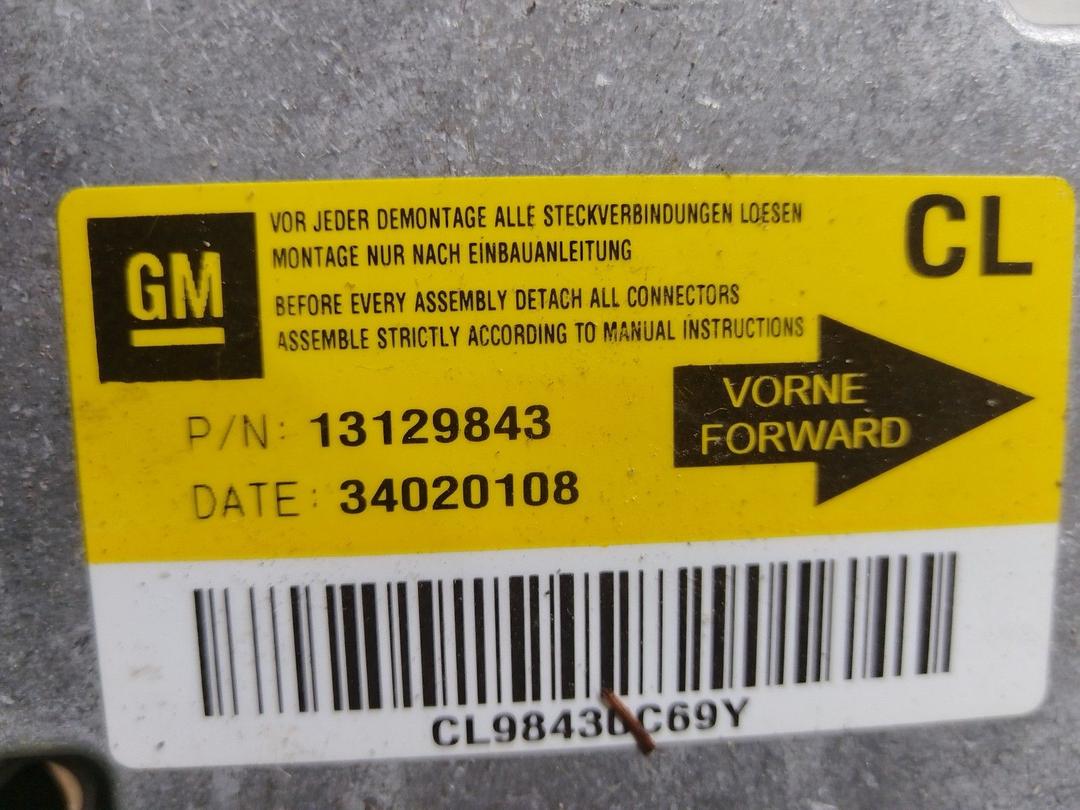 GM
VOR JEDER DEMONTAGE ALLE STECKVERBINDUNGEN LOESEN
MONTAGE NUR NACH EINBAUANLEITUNG
BEFORE EVERY ASSEMBLY DETACH ALL CONNECTORS
ASSEMBLE STRICTLY ACCORDING TO MANUAL INSTRUCTIONS
CL
VORNE
FORWARD
P/N: 13129843
DATE: 34020108